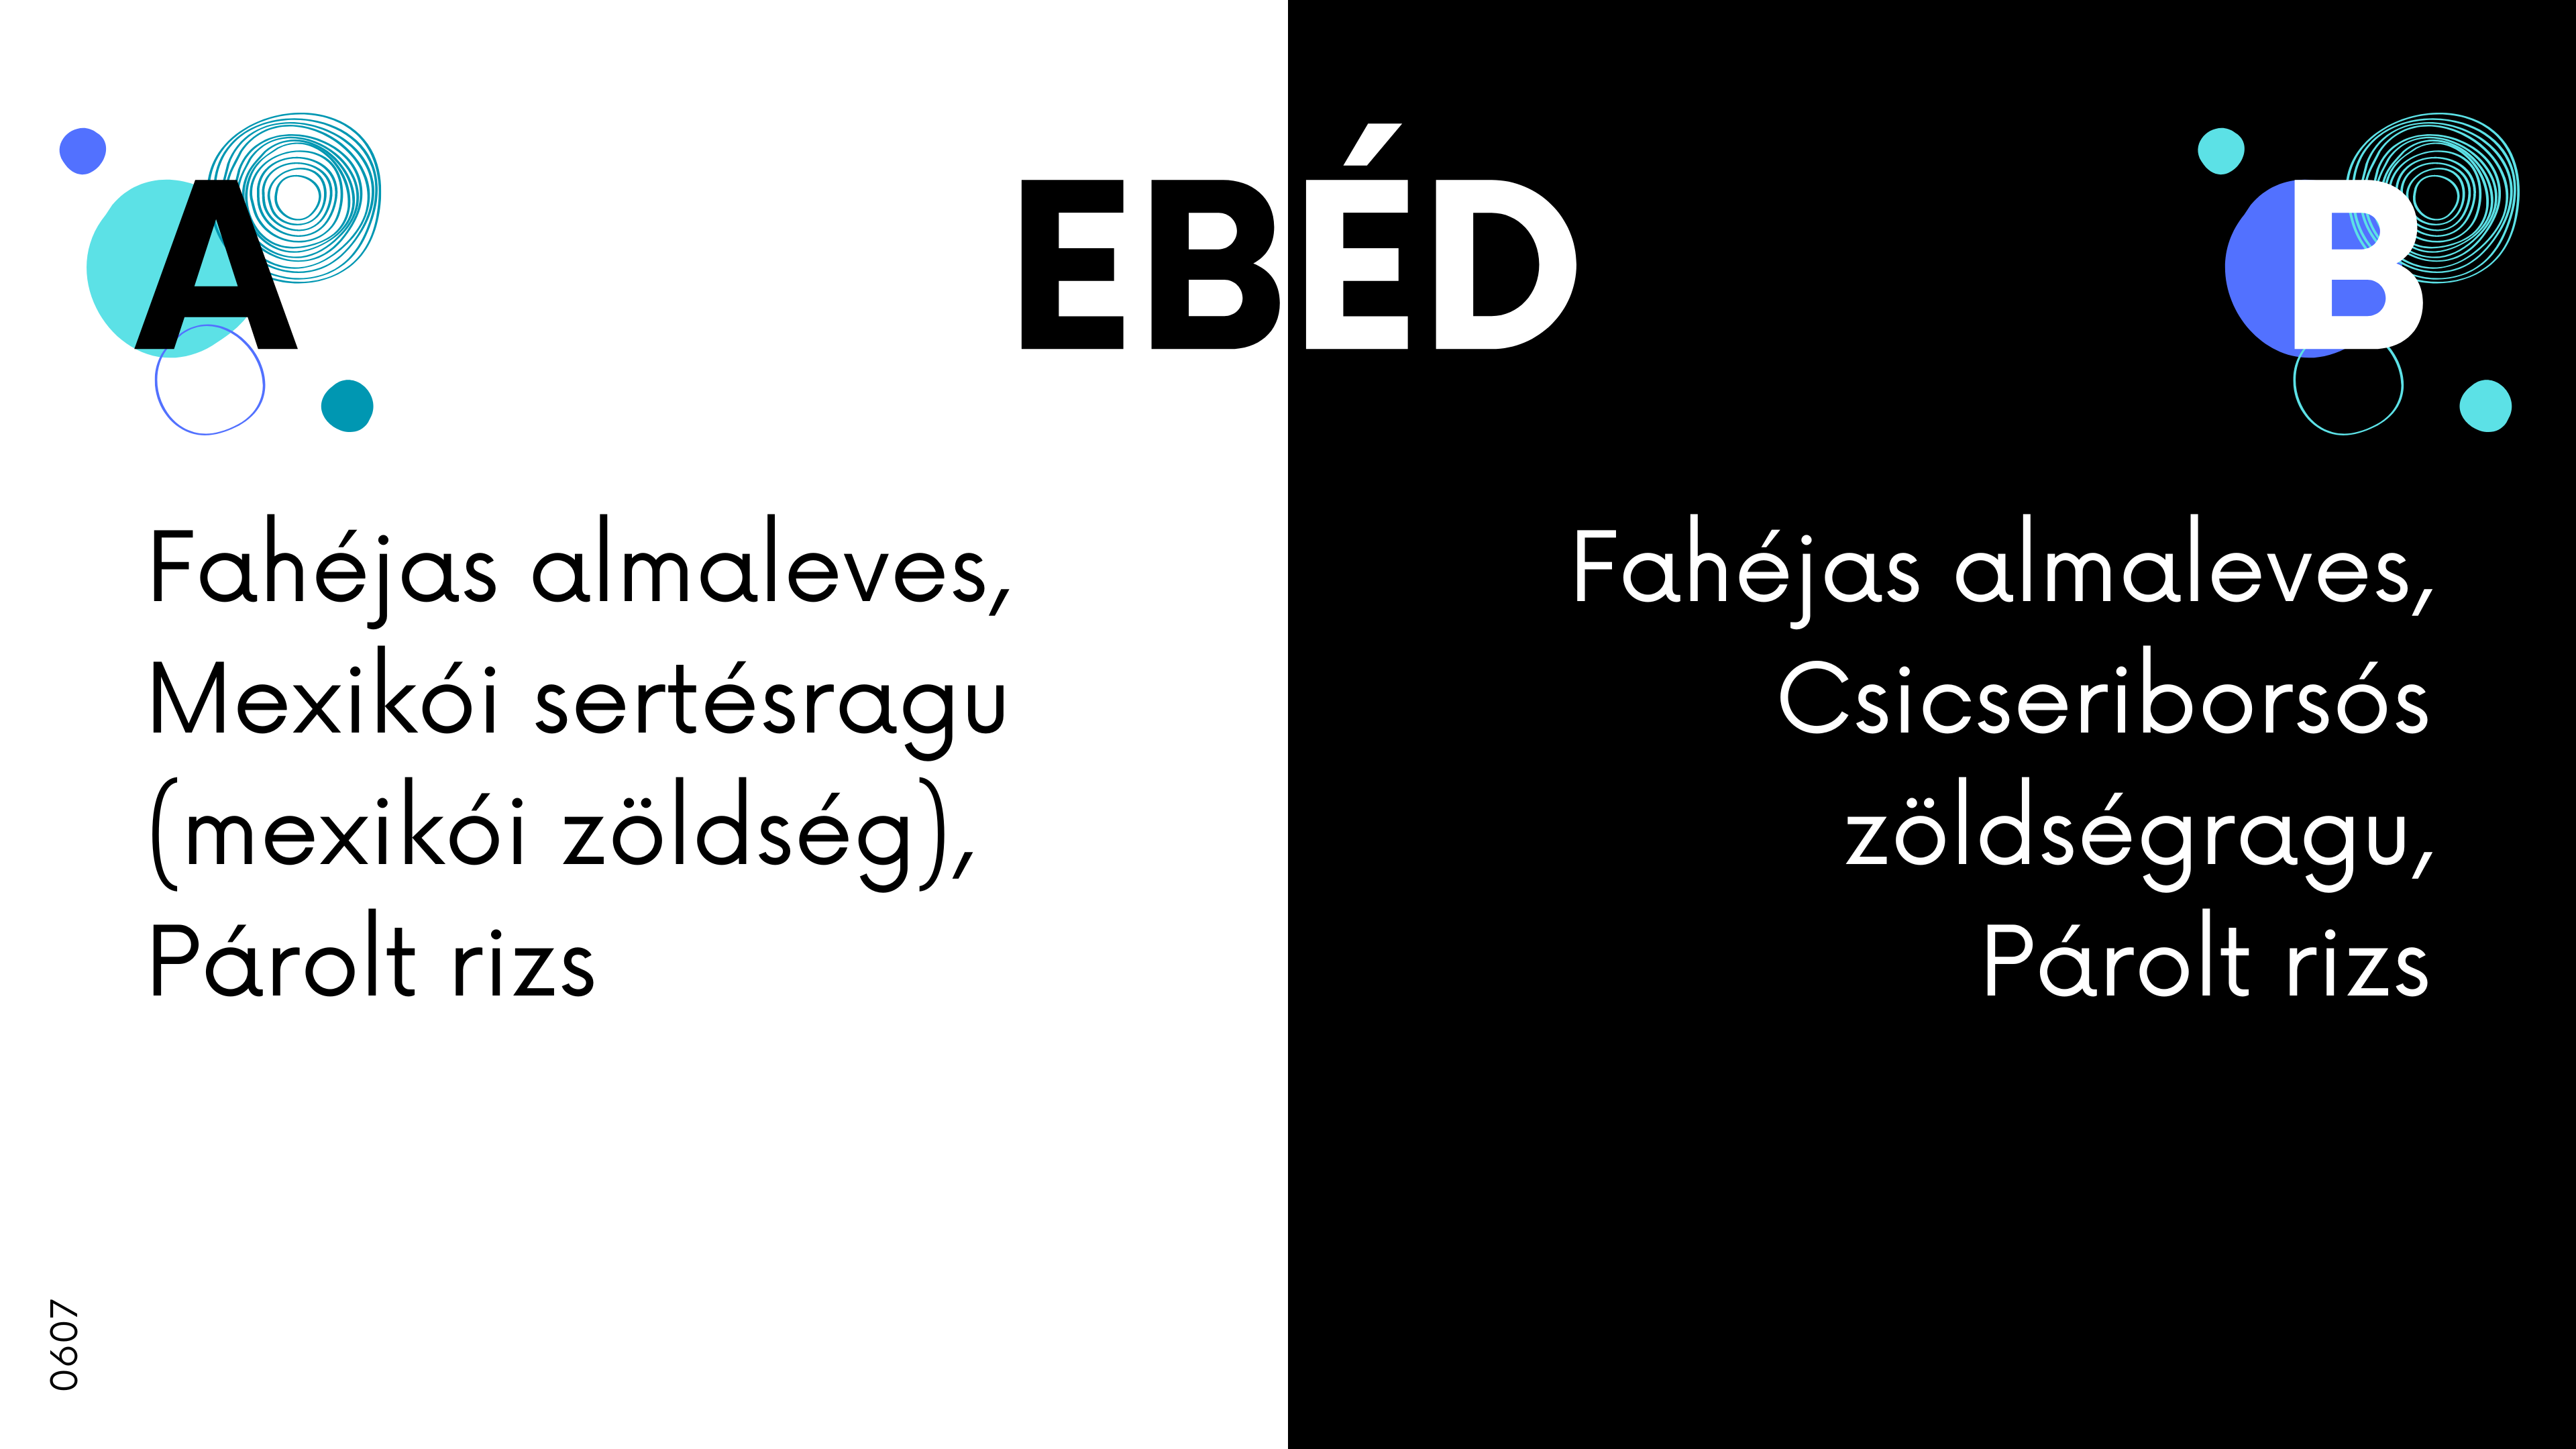 A
EBÉD
B
Fahéjas almaleves,
Mexikói sertésragu
(mexikói zöldség),
Párolt rizs
Fahéjas almaleves,
Csicseriborsós
zöldségragu,
Párolt rizs
0607